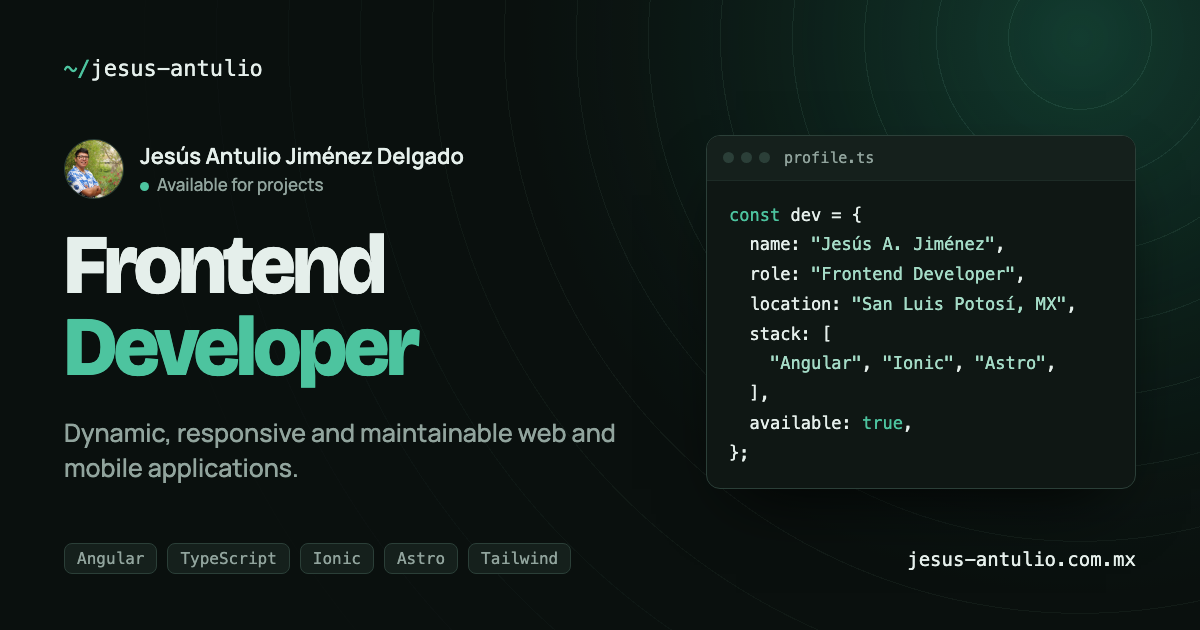 ~/jesus-antulio
Jesús Antulio Jiménez Delgado
Available for projects
Frontend
Developer
Dynamic, responsive and maintainable web and
mobile applications.
Angular TypeScript Ionic Astro Tailwind
profile.ts
const dev = {
  name: "Jesús A. Jiménez",
  role: "Frontend Developer",
  location: "San Luis Potosí, MX",
  stack: [
    "Angular", "Ionic", "Astro",
  ],
  available: true,
};
jesus-antulio.com.mx